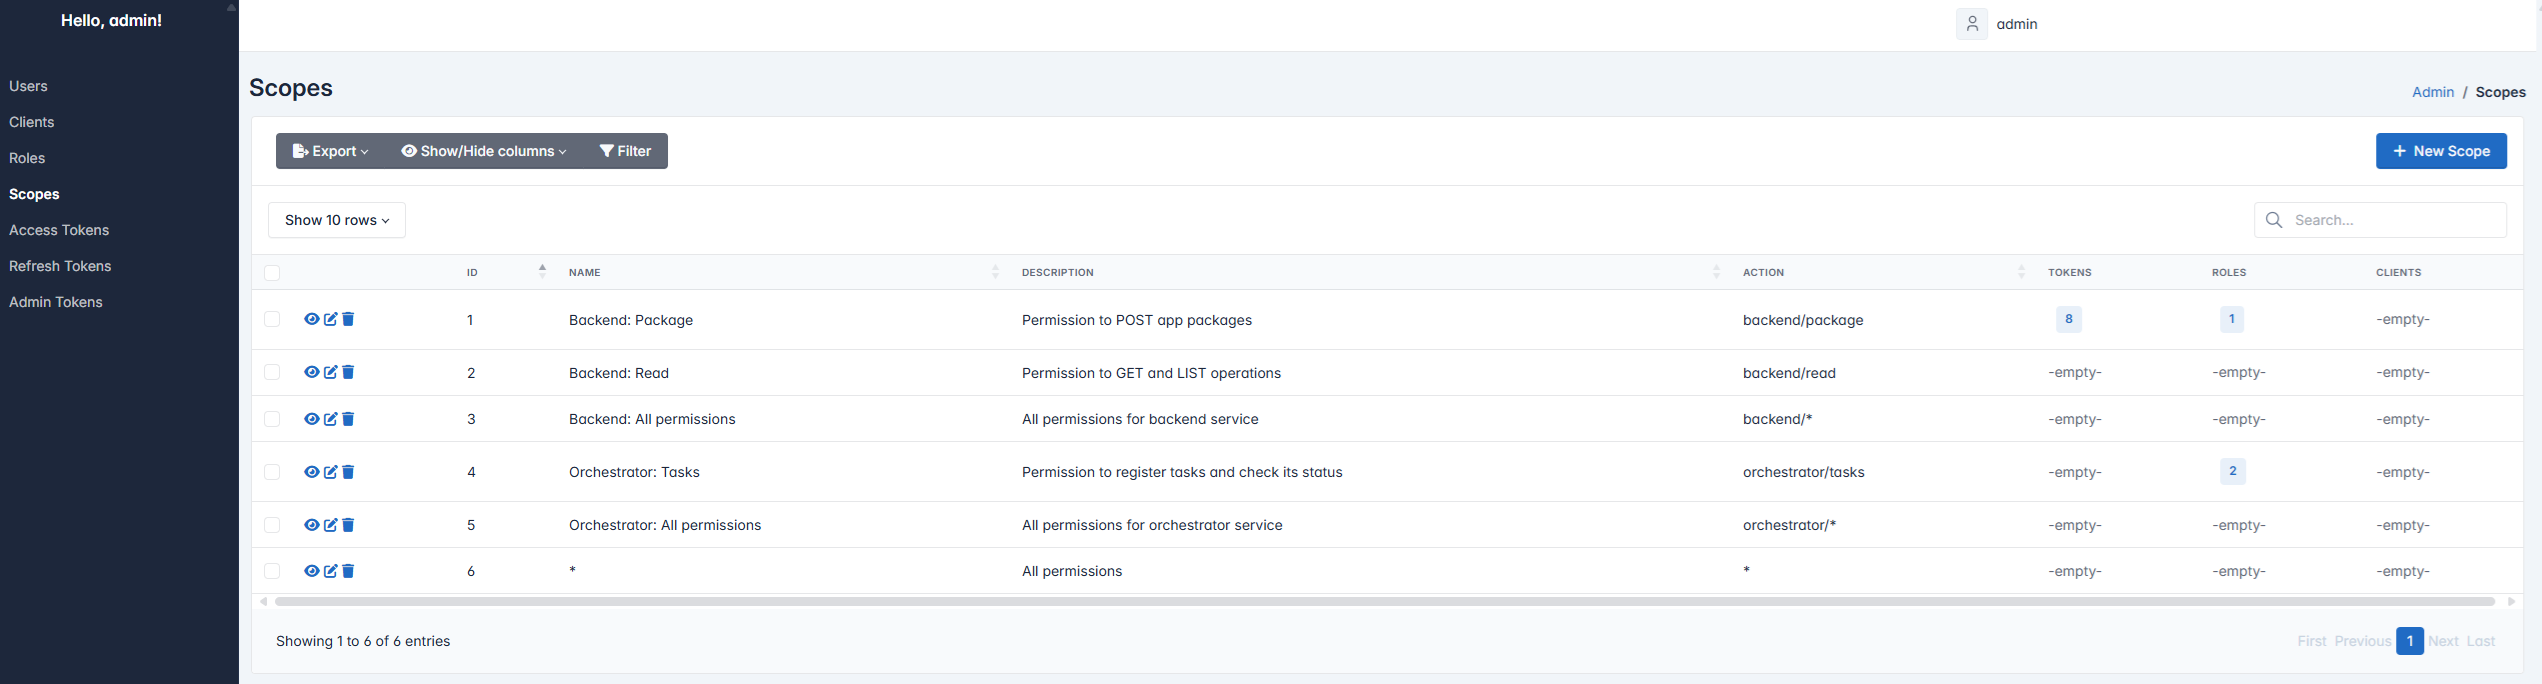 Hello, admin!
admin
Users
Clients
Roles
Scopes
Access Tokens
Refresh Tokens
Admin Tokens
Scopes
Admin / Scopes
Export Show/Hide columns Filter
+ New Scope
Show 10 rows
Search...
ID NAME DESCRIPTION ACTION TOKENS ROLES CLIENTS
1 Backend: Package Permission to POST app packages backend/package 8 1 -empty-
2 Backend: Read Permission to GET and LIST operations backend/read -empty- -empty- -empty-
3 Backend: All permissions All permissions for backend service backend/* -empty- -empty- -empty-
4 Orchestrator: Tasks Permission to register tasks and check its status orchestrator/tasks -empty- 2 -empty-
5 Orchestrator: All permissions All permissions for orchestrator service orchestrator/* -empty- -empty- -empty-
6 * All permissions * -empty- -empty- -empty-
Showing 1 to 6 of 6 entries
First Previous 1 Next Last